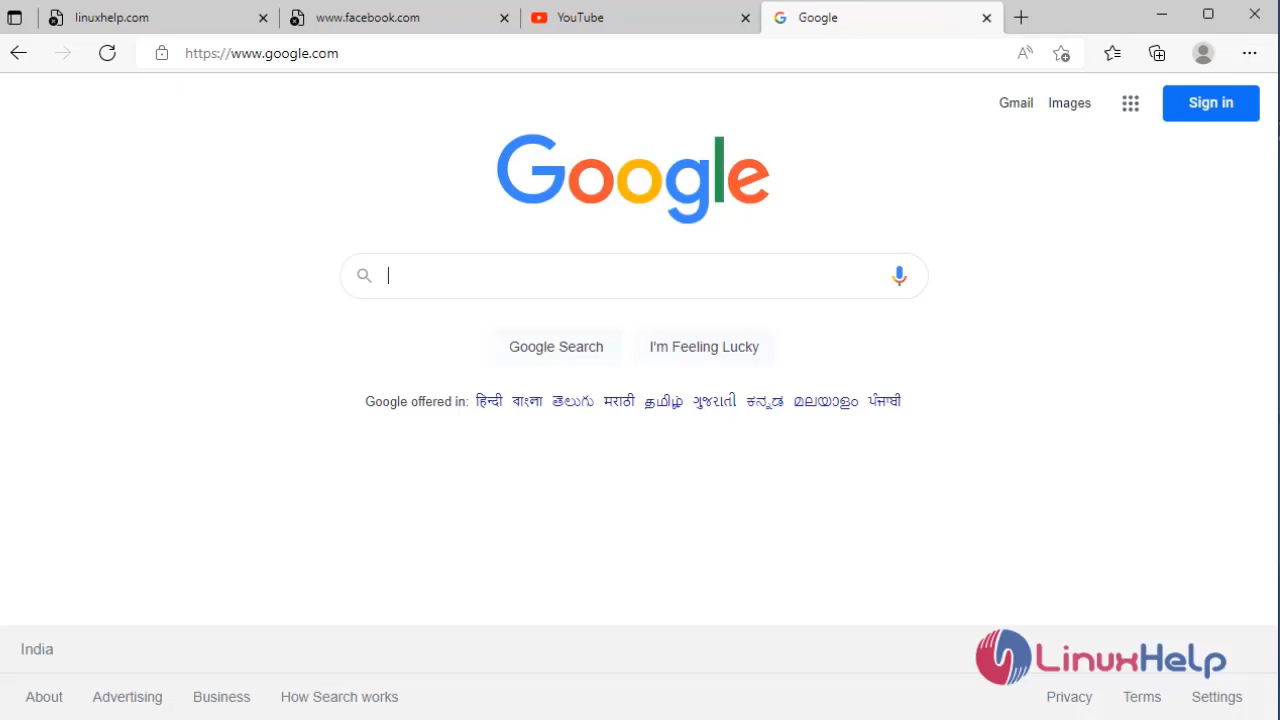 linuxhelp.com www.facebook.com YouTube Google
https://www.google.com
Gmail Images Sign in
Google
Google Search I'm Feeling Lucky
Google offered in: हिन्दी বাংলা తెలుగు मराठी தமிழ் ગુજરાતી ಕನ್ನಡ മലയാളം ਪੰਜਾਬੀ
India
LinuxHelp
About Advertising Business How Search works Privacy Terms Settings